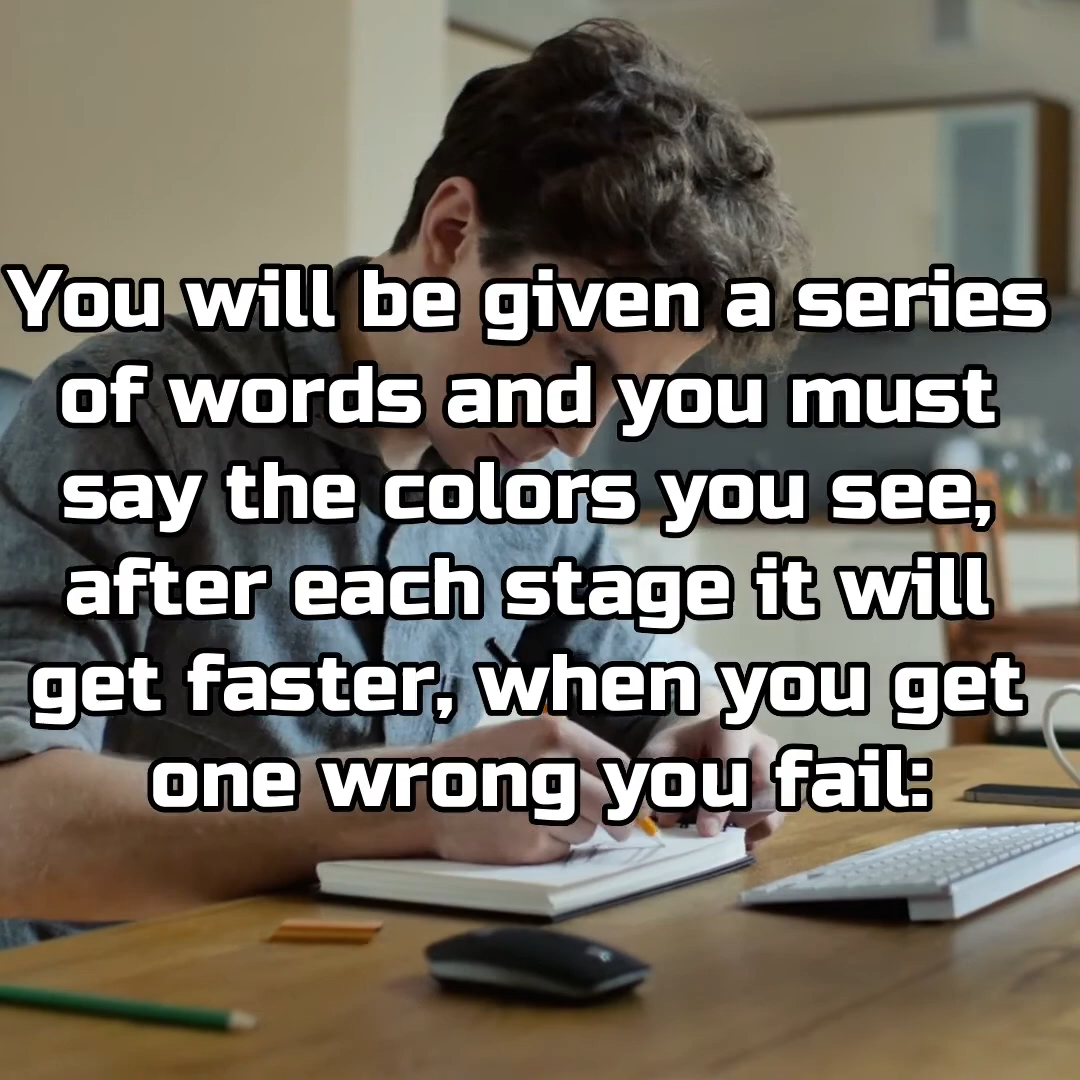 You will be given a series
of words and you must
say the colors you see,
after each stage it will
get faster, when you get
one wrong you fail: